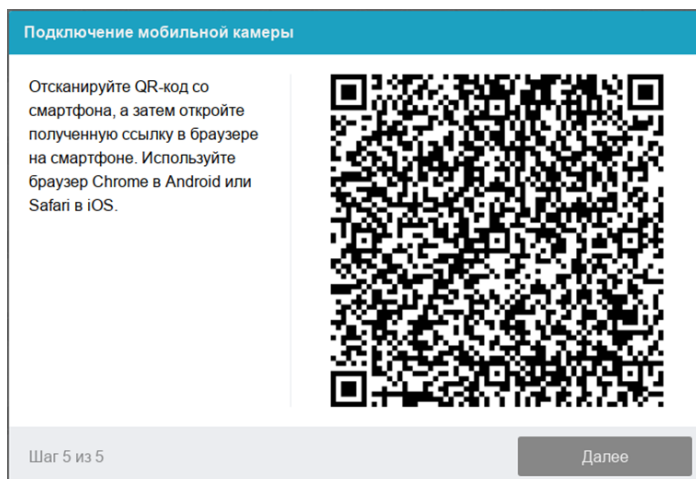 Подключение мобильной камеры
Отсканируйте QR-код со
смартфона, а затем откройте
полученную ссылку в браузере
на смартфоне. Используйте
браузер Chrome в Android или
Safari в iOS.
Шаг 5 из 5
Далее